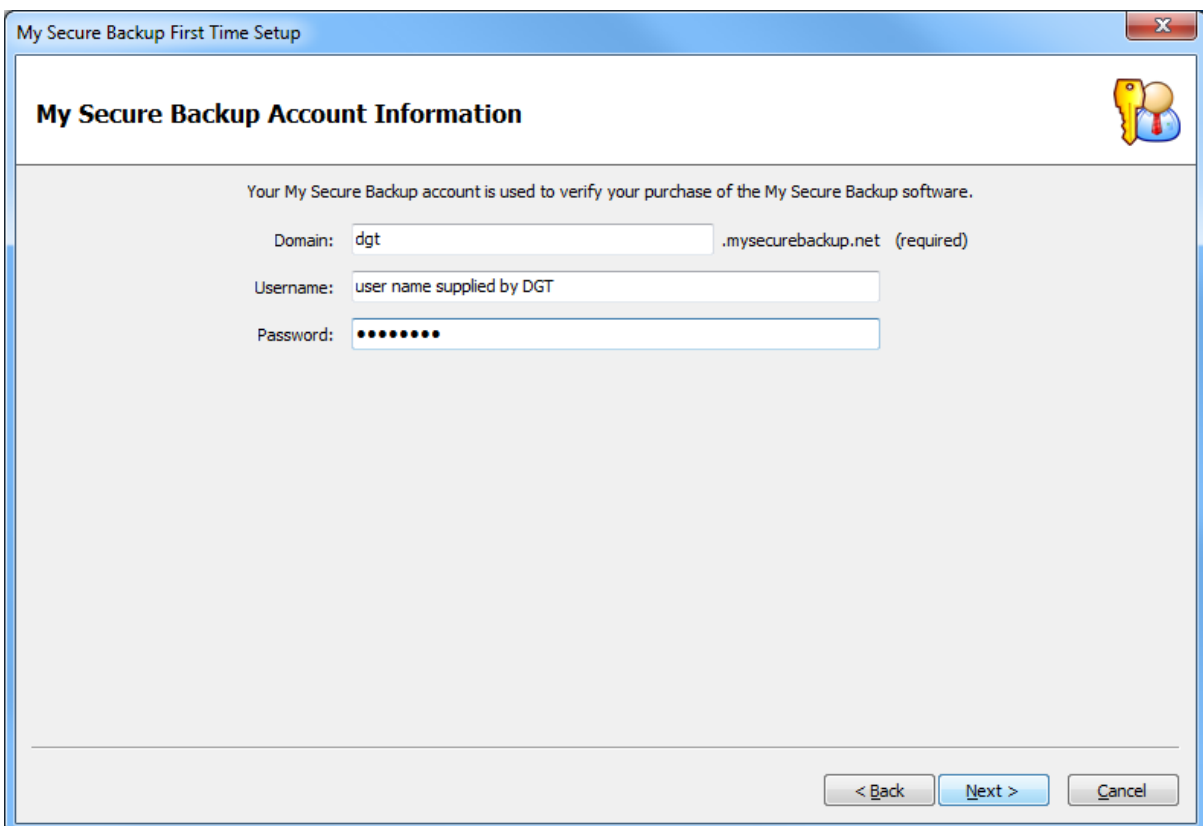 My Secure Backup First Time Setup
My Secure Backup Account Information
Your My Secure Backup account is used to verify your purchase of the My Secure Backup software.
Domain: dgt .mysecurebackup.net (required)
Username: user name supplied by DGT
Password: ••••••••
< Back Next > Cancel